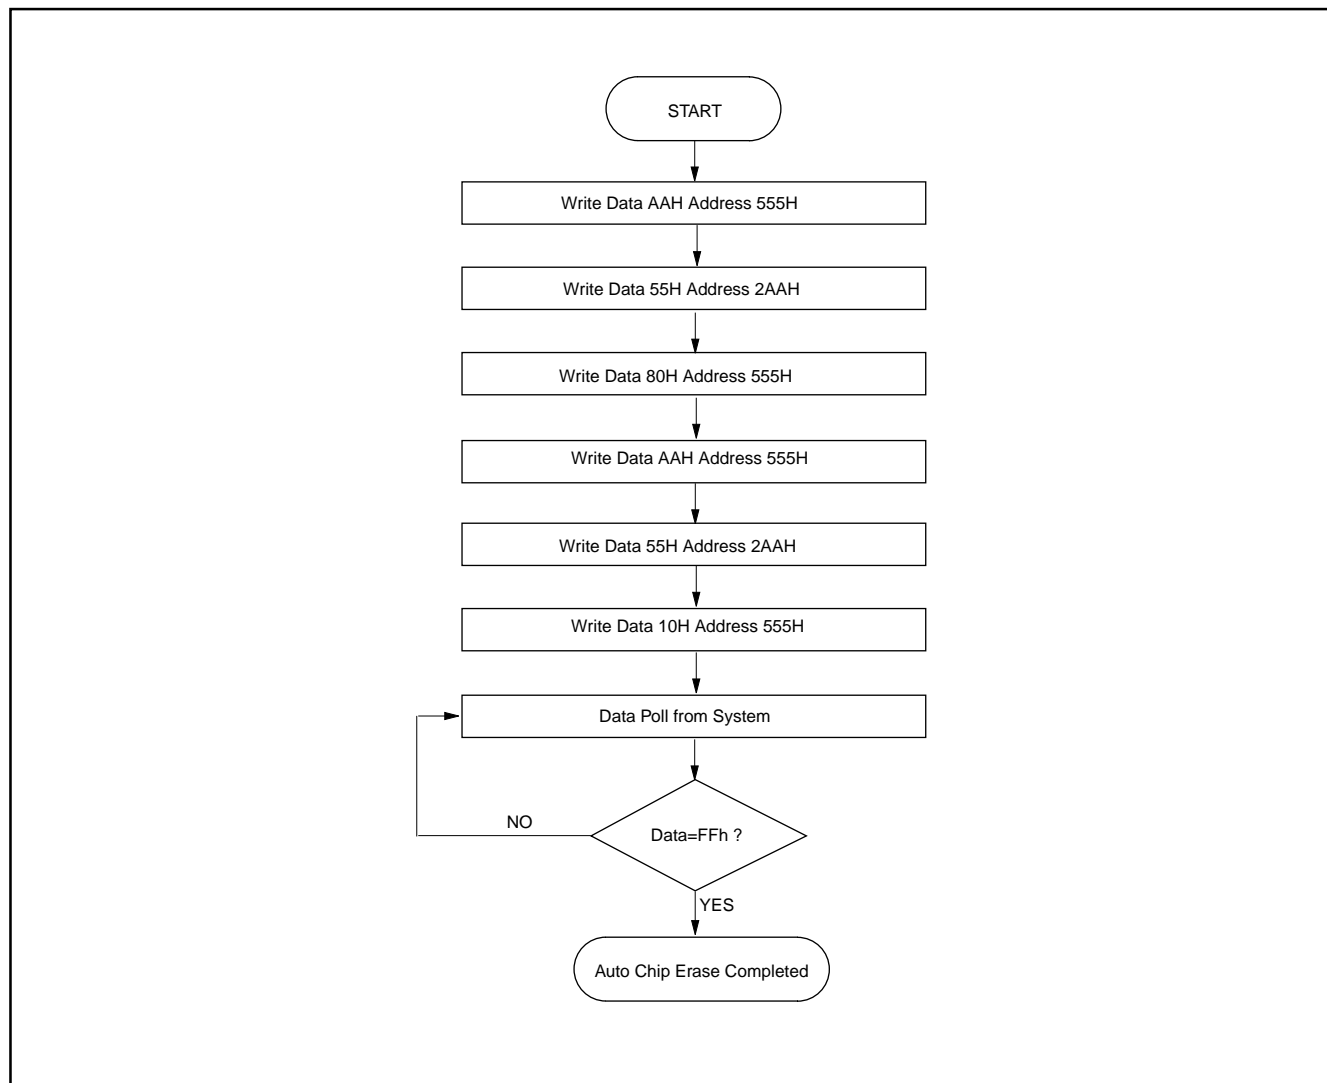 START
Write Data AAH Address 555H
Write Data 55H Address 2AAH
Write Data 80H Address 555H
Write Data AAH Address 555H
Write Data 55H Address 2AAH
Write Data 10H Address 555H
Data Poll from System
NO
Data=FFh ?
YES
Auto Chip Erase Completed